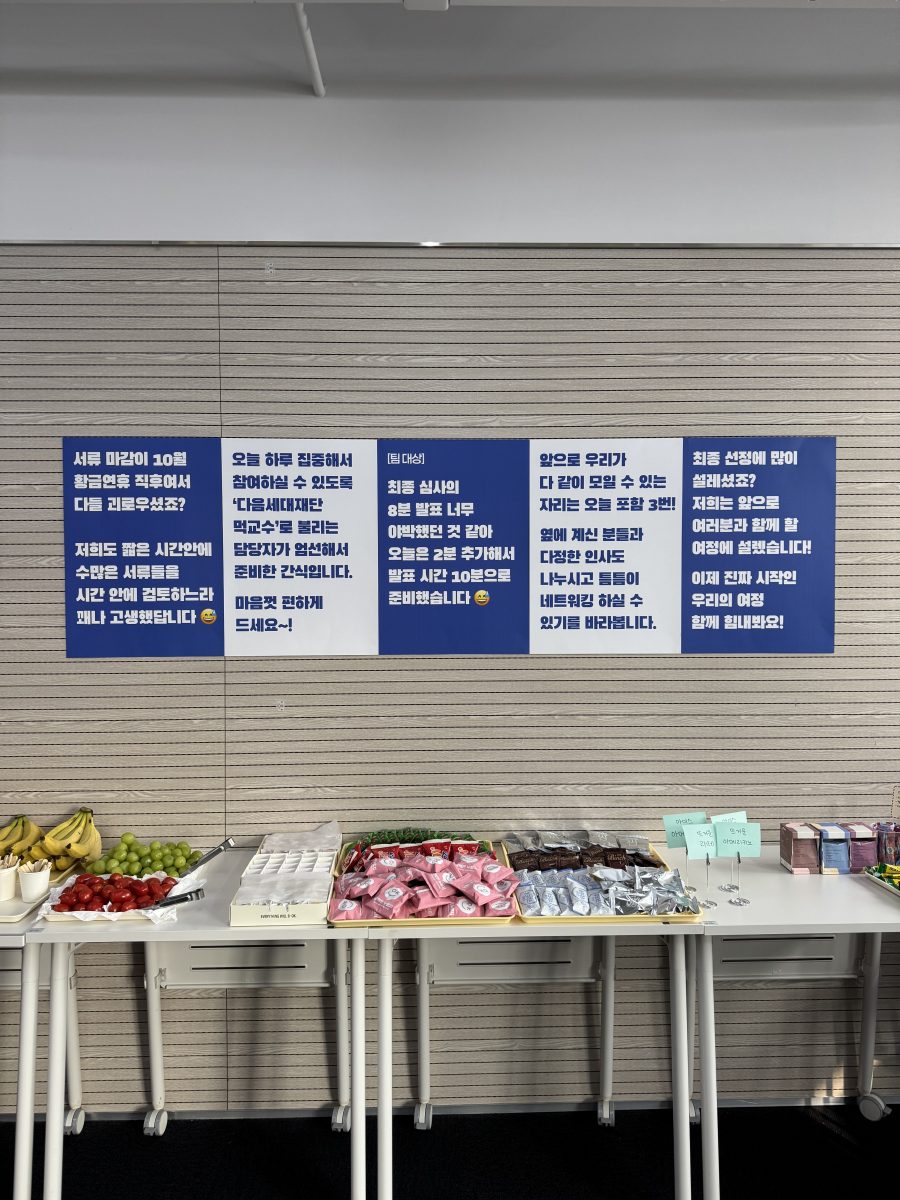 서류 마감이 10월
황금연휴 직후여서
다들 괴로우셨죠?
저희도 짧은 시간안에
수많은 서류들을
시간 안에 검토하느라
꽤나 고생했답니다 😅
오늘 하루 집중해서
참여하실 수 있도록
‘다음세대재단
먹교수’로 불리는
담당자가 엄선해서
준비한 간식입니다.
마음껏 편하게
드세요~!
[팀 대상]
최종 심사의
8분 발표 너무
야박했던 것 같아
오늘은 2분 추가해서
발표 시간 10분으로
준비했습니다 😅
앞으로 우리가
다 같이 모일 수 있는
자리는 오늘 포함 3번!
옆에 계신 분들과
다정한 인사도
나누시고 틈틈이
네트워킹 하실 수
있기를 바라봅니다.
최종 선정에 많이
설레셨죠?
저희는 앞으로
여러분과 함께 할
여정에 설렜습니다!
이제 진짜 시작인
우리의 여정
함께 힘내봐요!
EVERYTHING WILL B OK.
뜨거운
아메리카노